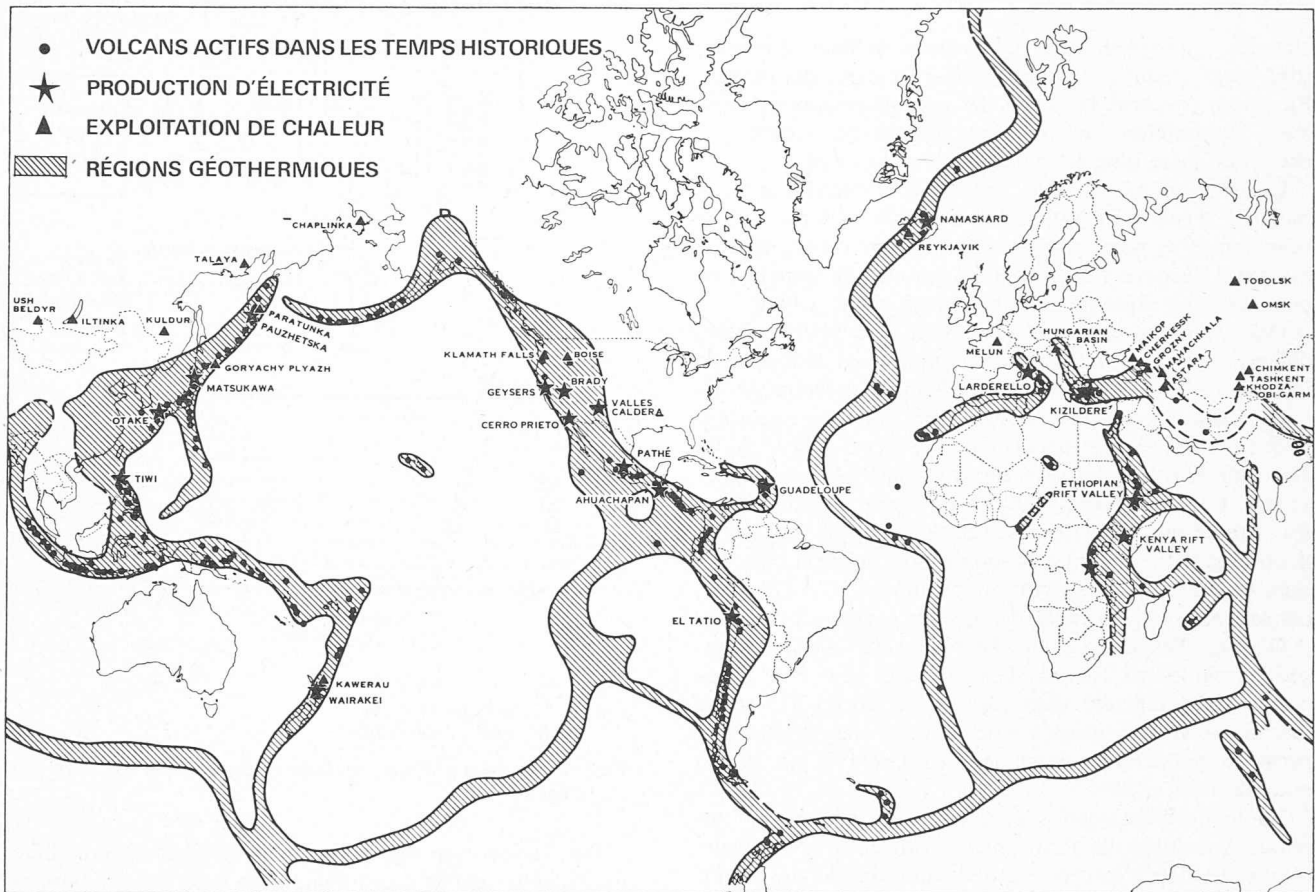 VOLCANS ACTIFS DANS LES TEMPS HISTORIQUES
PRODUCTION D'ÉLECTRICITÉ
EXPLOITATION DE CHALEUR
RÉGIONS GÉOTHERMIQUES
CHAPLINKA
TALAYA
USH
BELDYR
ILTINKA
KULDUR
PARATUNKA
PAUZHETSKA
GORYACHY PLYAZH
MATSUKAWA
OTAKE
TIWI
KAWERAU
WAIRAKEI
KLAMATH FALLS
BOISE
GEYSERS
BRADY
VALLES
CALDER
CERRO PRIETO
PATHÉ
AHUACHAPAN
GUADELOUPE
EL TATIO
NAMASKARD
REYKJAVIK
MELUN
HUNGARIAN
BASIN
LARDERELLO
KIZILDERE
MAIKOP
CHERKESSK
GROZNY
MAHACHKALA
TARA
TOBOLSK
OMSK
CHIMKENT
TASHKENT
KHODZA-
OBI-GARM
ETHIOPIAN
RIFT VALLEY
KENYA RIFT
VALLEY